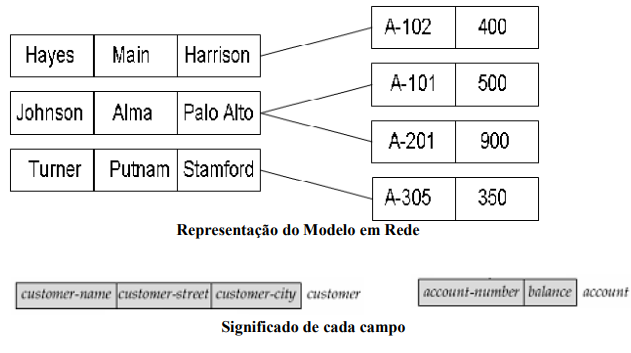 A-102 400
Hayes Main Harrison
A-101 500
Johnson Alma Palo Alto
A-201 900
Turner Putnam Stamford
A-305 350
Representação do Modelo em Rede
customer-name customer-street customer-city customer
account-number balance account
Significado de cada campo